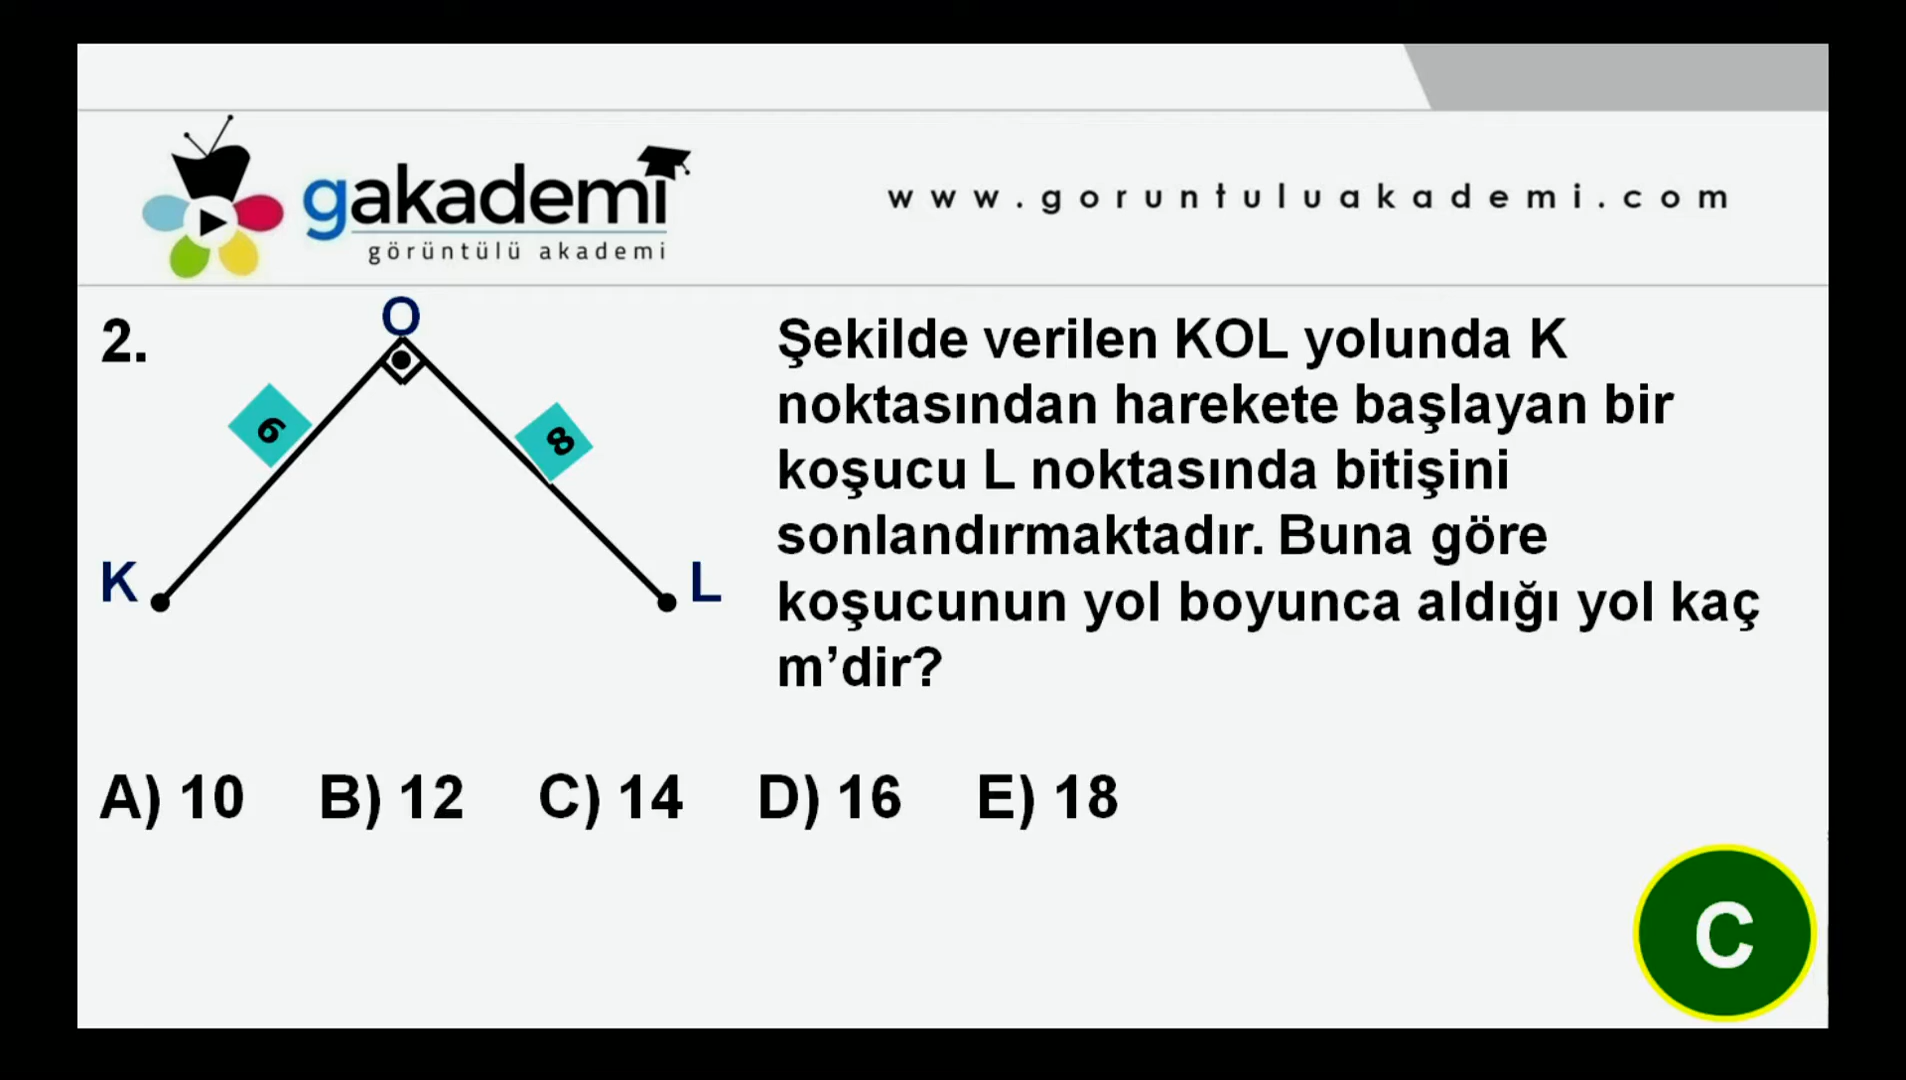 gakademi
görüntülü akademi
www.goruntuluakademi.com
2.
O
6
8
K
L
Şekilde verilen KOL yolunda K
noktasından harekete başlayan bir
koşucu L noktasında bitişini
sonlandırmaktadır. Buna göre
koşucunun yol boyunca aldığı yol kaç
m’dir?
A) 10 B) 12 C) 14 D) 16 E) 18
C